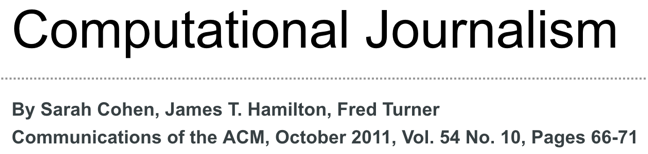 Computational Journalism
By Sarah Cohen, James T. Hamilton, Fred Turner
Communications of the ACM, October 2011, Vol. 54 No. 10, Pages 66-71